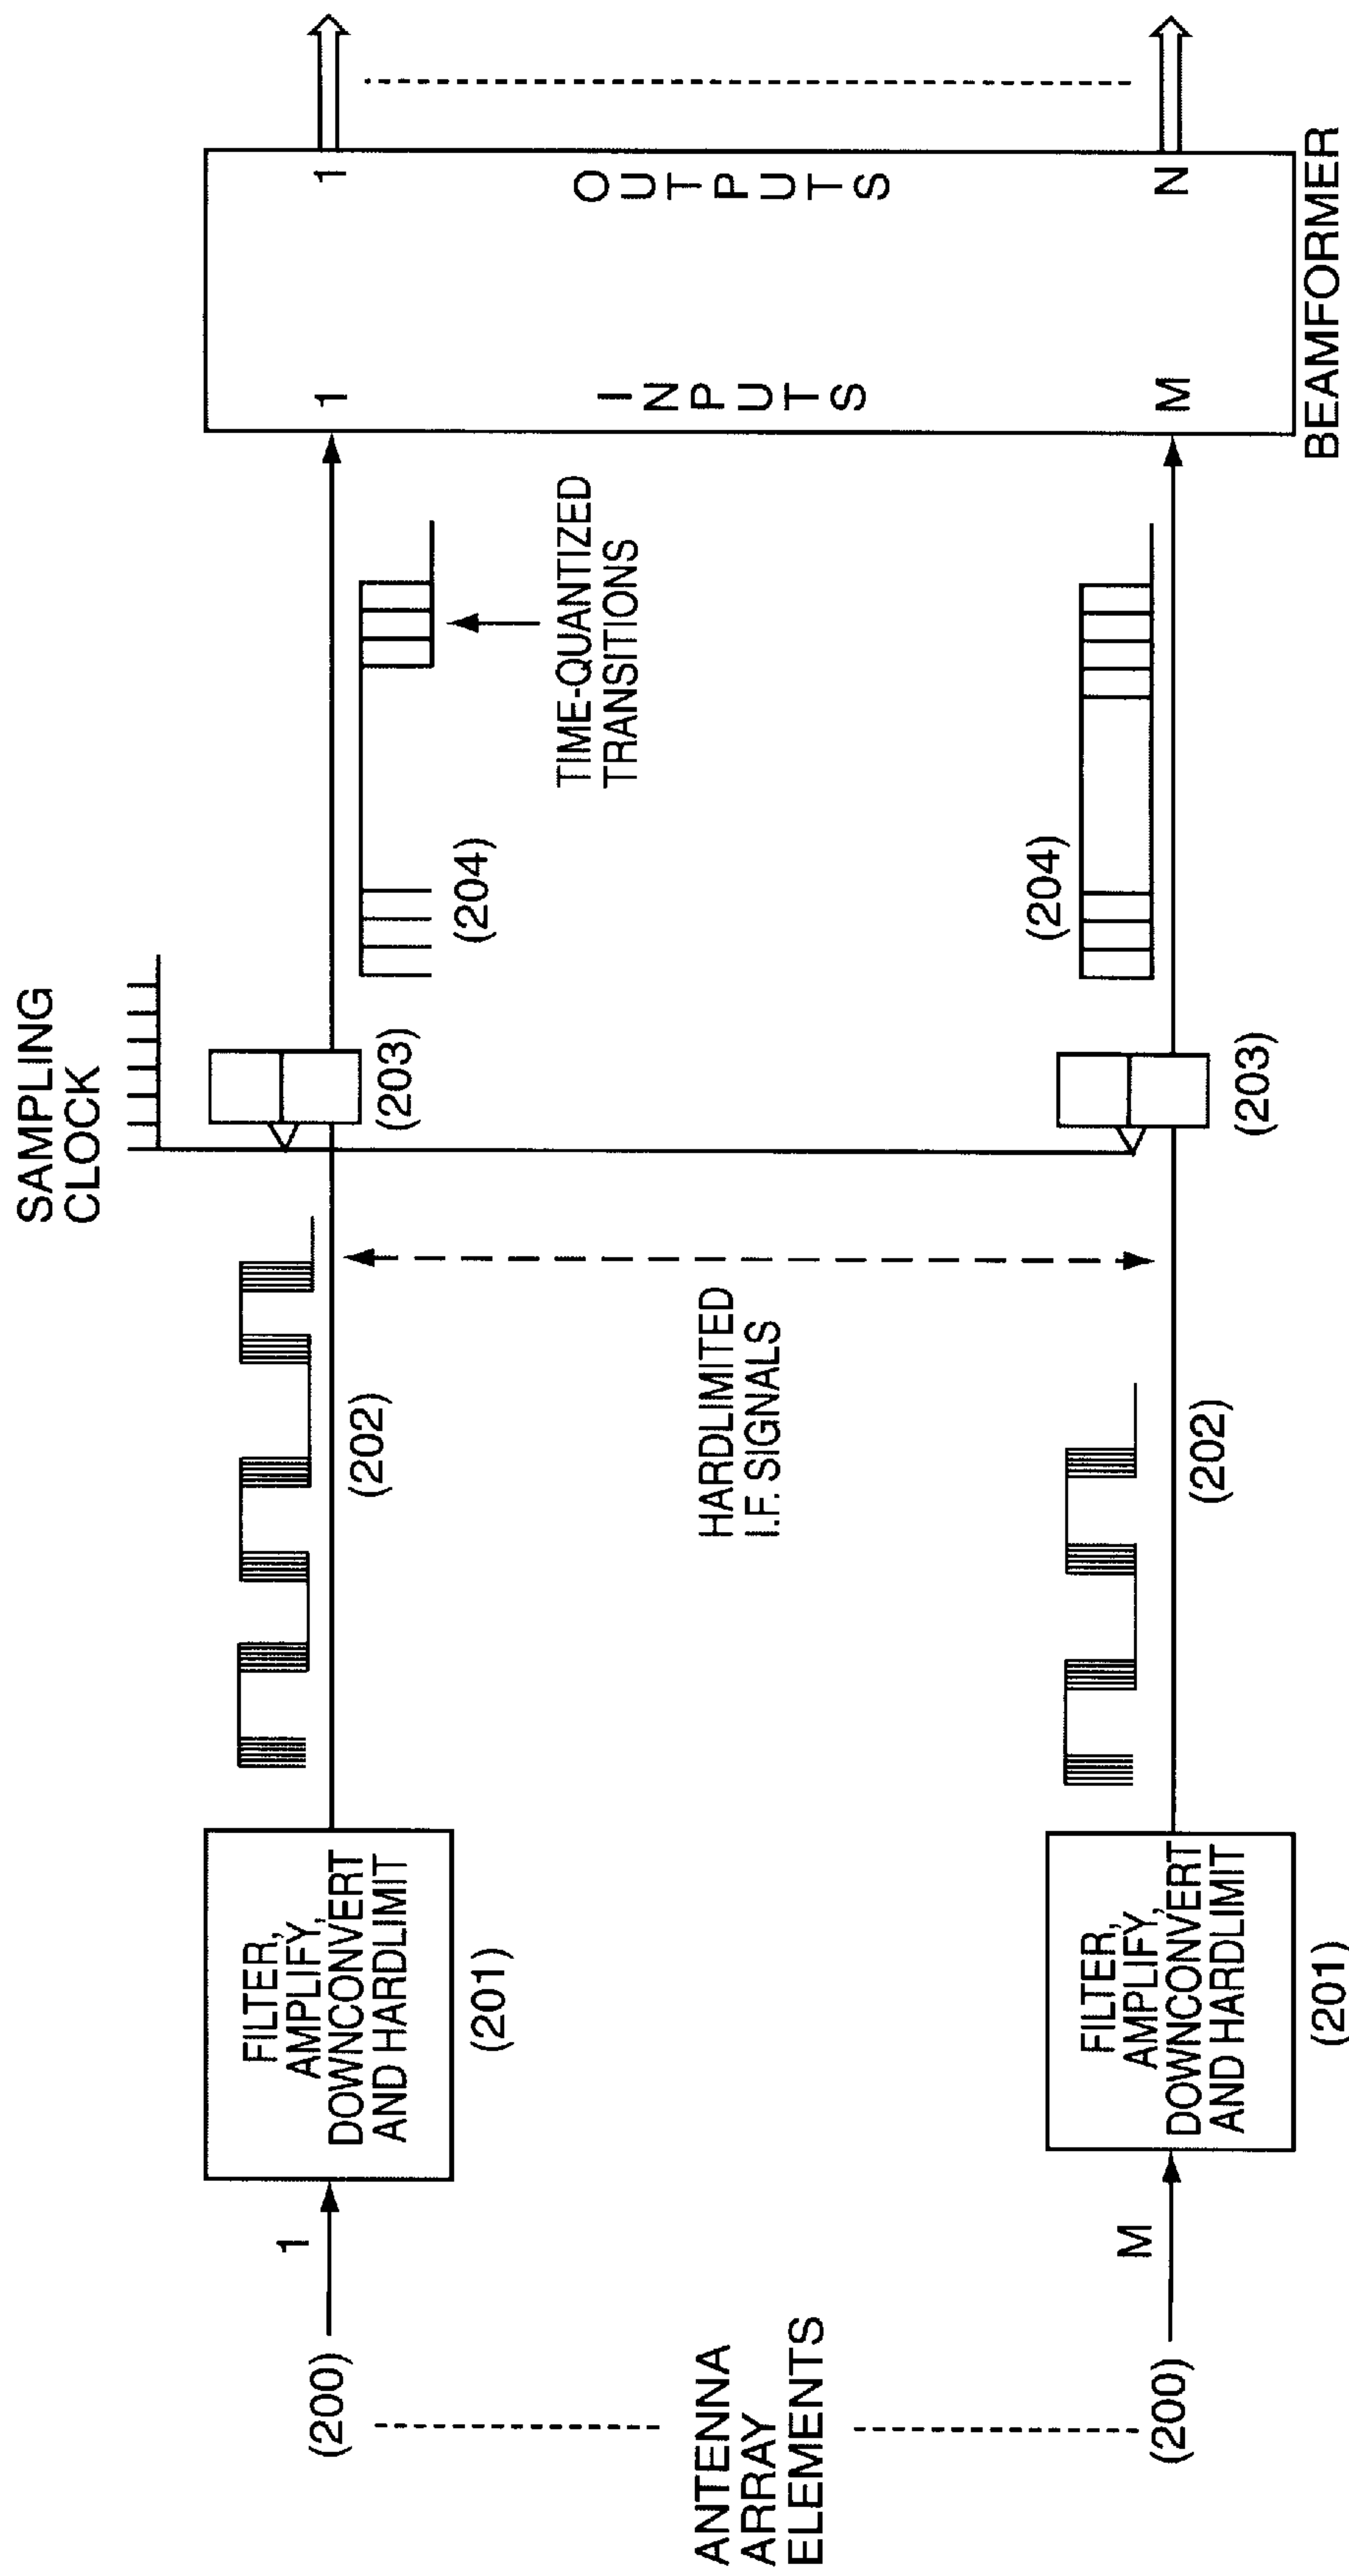 SAMPLING
CLOCK
(200)
1
FILTER,
AMPLIFY,
DOWNCONVERT
AND HARDLIMIT
(201)
(202)
(203)
(204)
TIME-QUANTIZED
TRANSITIONS
HARDLIMITED
I.F. SIGNALS
ANTENNA
ARRAY
ELEMENTS
(200)
M
FILTER,
AMPLIFY,
DOWNCONVERT
AND HARDLIMIT
(201)
(202)
(203)
(204)
1
INPUTS
M
1
OUTPUTS
N
BEAMFORMER